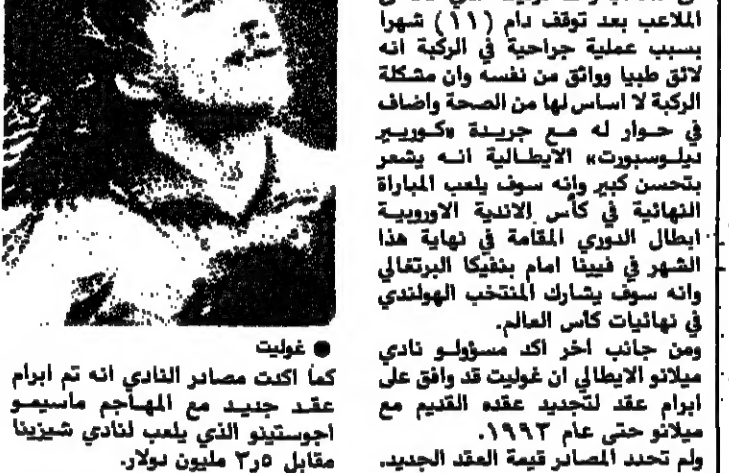 الملاعب بعد توقف دام (١١) شهرا
بسبب عملية جراحية في الركبة انه
لائق طبيا وواثق من نفسه وان مشكلة
الركبة لا اساس لها من الصحة واضاف
في حوار له مع جريدة «كوريير
ديلوسبورت» الايطالية انه يشعر
بتحسن كبير وانه سوف يلعب المباراة
النهائية في كأس الاندية الاوروبية
ابطال الدوري المقامة في نهاية هذا
الشهر في فيينا امام بنفيكا البرتغالي
وانه سوف يشارك المنتخب الهولندي
في نهائيات كأس العالم.
ومن جانب اخر اكد مسؤولو نادي
ميلانو الايطالي ان غوليت قد وافق على
ابرام عقد لتجديد عقده القديم مع
ميلانو حتى عام ١٩٩٣.
ولم تحدد المصادر قيمة العقد الجديد.
● غوليت
كما اكدت مصادر النادي انه تم ابرام
عقد جديد مع المهاجم ماسيمو
اجوستينو الذي يلعب لنادي شيزينا
مقابل ٣ر٥ مليون دولار.